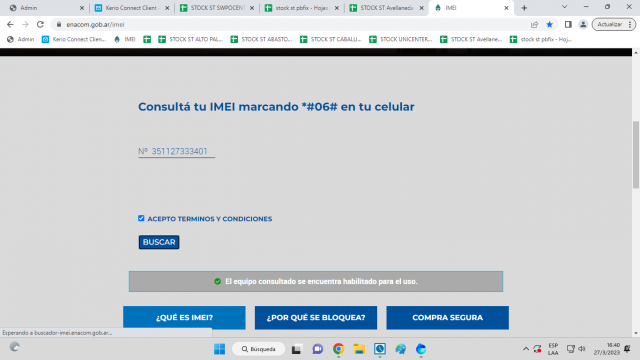 Admin
Kerio Connect Client -
STOCK ST SWPOCENT
stock st pbfix - Hojas
STOCK ST Avellaneda
IMEI
enacom.gob.ar/imei
Actualizar
Admin
Kerio Connect Clien...
IMEI
STOCK ST ALTO PAL...
STOCK ST ABASTO...
STOCK ST CABALLI...
STOCK UNICENTER...
STOCK ST Avellane...
stock st pbfix - Hoj...
Consultá tu IMEI marcando *#06# en tu celular
Nº 351127333401
ACEPTO TERMINOS Y CONDICIONES
BUSCAR
El equipo consultado se encuentra habilitado para el uso.
¿QUÉ ES IMEI?
¿POR QUÉ SE BLOQUEA?
COMPRA SEGURA
Esperando a buscador-imei.enacom.gob.ar...
Búsqueda
ESP
LAA
16:40
27/3/2023